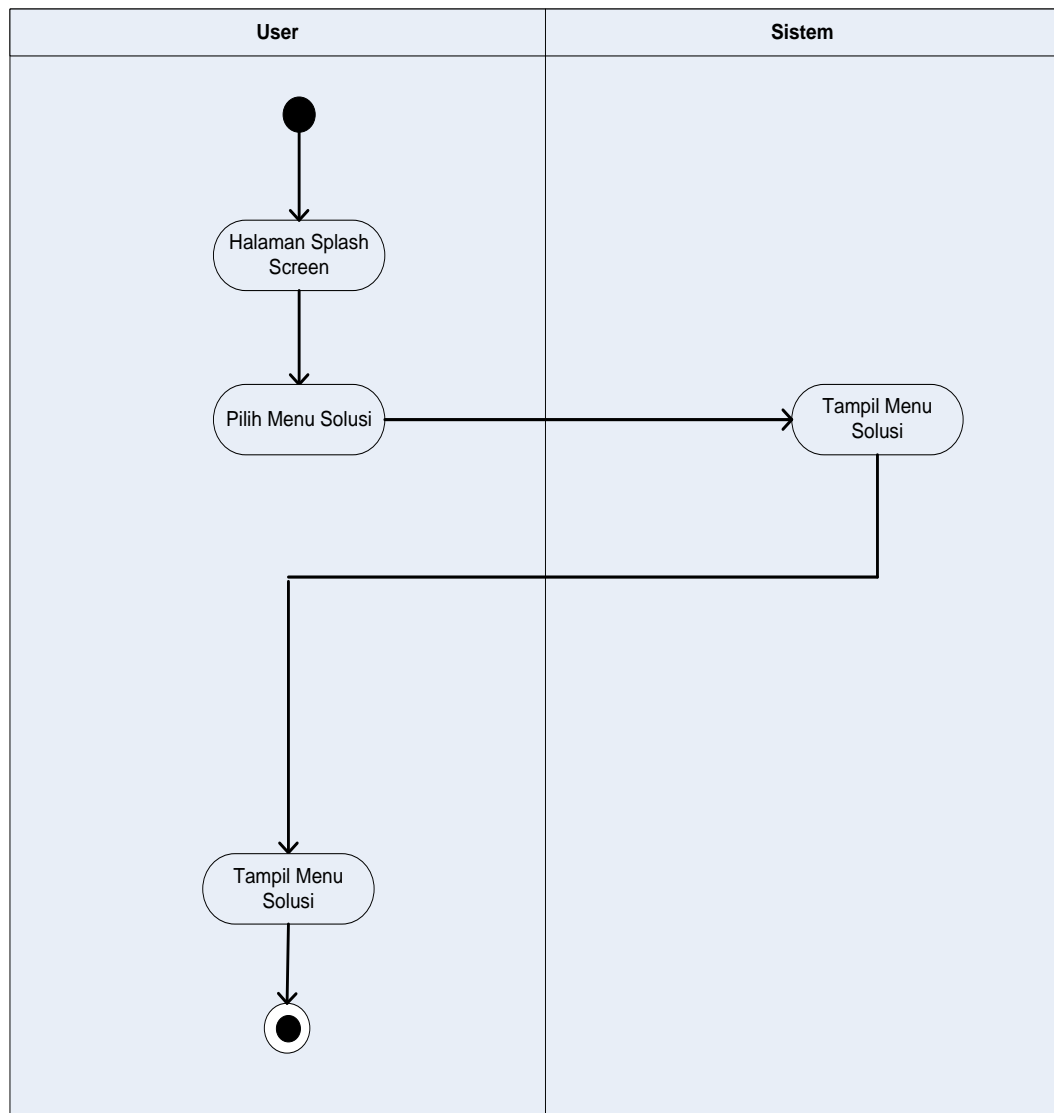 User
Sistem
Halaman Splash
Screen
Pilih Menu Solusi
Tampil Menu
Solusi
Tampil Menu
Solusi